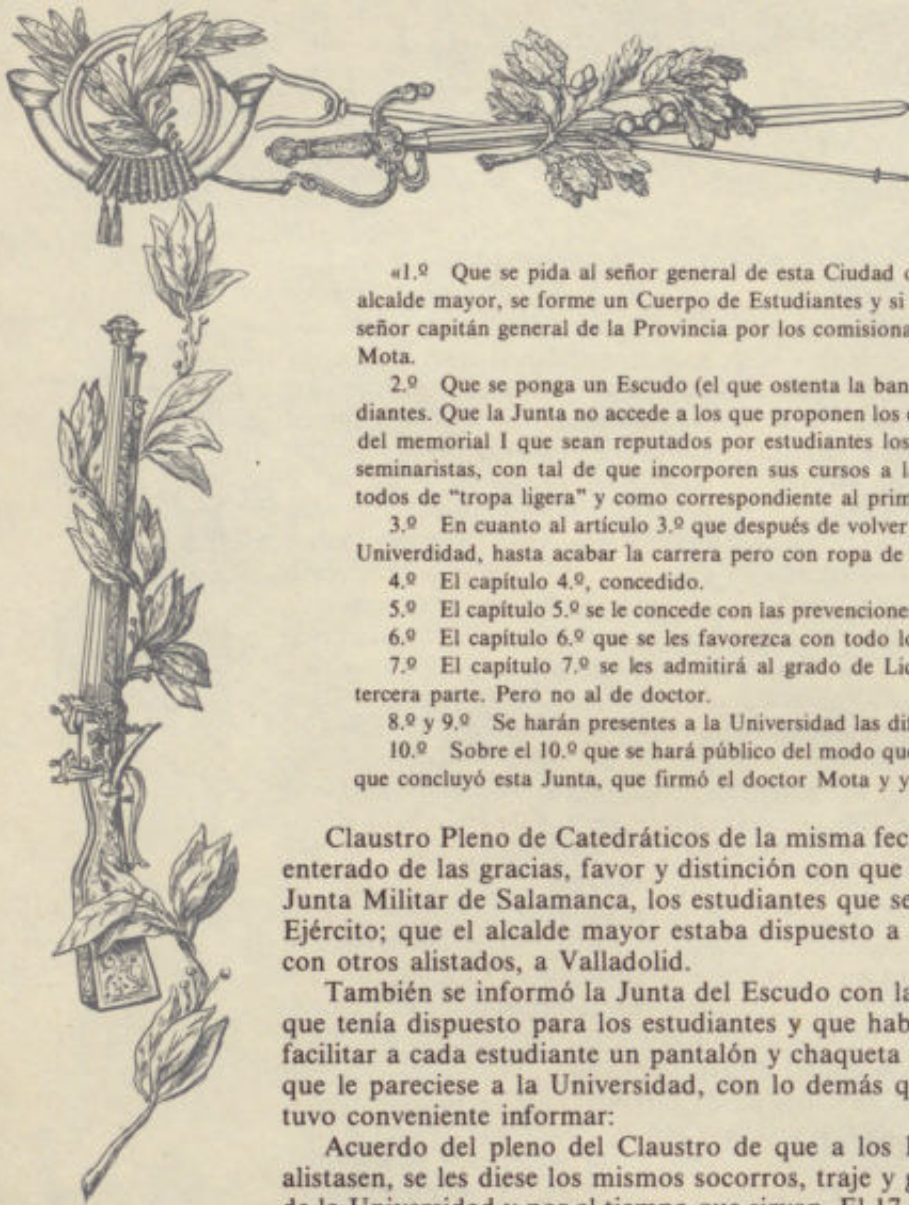 «1.º Que se pida al señor general de esta Ciudad
alcalde mayor, se forme un Cuerpo de Estudiantes y si
señor capitán general de la Provincia por los comisiona
Mota.
2.º Que se ponga un Escudo (el que ostenta la ban
diantes. Que la Junta no accede a los que proponen los
del memorial I que sean reputados por estudiantes los
seminaristas, con tal de que incorporen sus cursos a l
todos de “tropa ligera” y como correspondiente al prim
3.º En cuanto al artículo 3.º que después de volver
Univerdidad, hasta acabar la carrera pero con ropa de
4.º El capítulo 4.º, concedido.
5.º El capítulo 5.º se le concede con las prevencione
6.º El capítulo 6.º que se les favorezca con todo l
7.º El capítulo 7.º se les admitirá al grado de Lic
tercera parte. Pero no al de doctor.
8.º y 9.º Se harán presentes a la Universidad las di
10.º Sobre el 10.º que se hará público del modo que
que concluyó esta Junta, que firmó el doctor Mota y y
Claustro Pleno de Catedráticos de la misma fec
enterado de las gracias, favor y distinción con que
Junta Militar de Salamanca, los estudiantes que se
Ejército; que el alcalde mayor estaba dispuesto a
con otros alistados, a Valladolid.
También se informó la Junta del Escudo con la
que tenía dispuesto para los estudiantes y que hab
facilitar a cada estudiante un pantalón y chaqueta
que le pareciese a la Universidad, con lo demás q
tuvo conveniente informar:
Acuerdo del pleno del Claustro de que a los
alistasen, se les diese los mismos socorros, traje y
de la Universidad y por el tiempo que sirvan. El 17